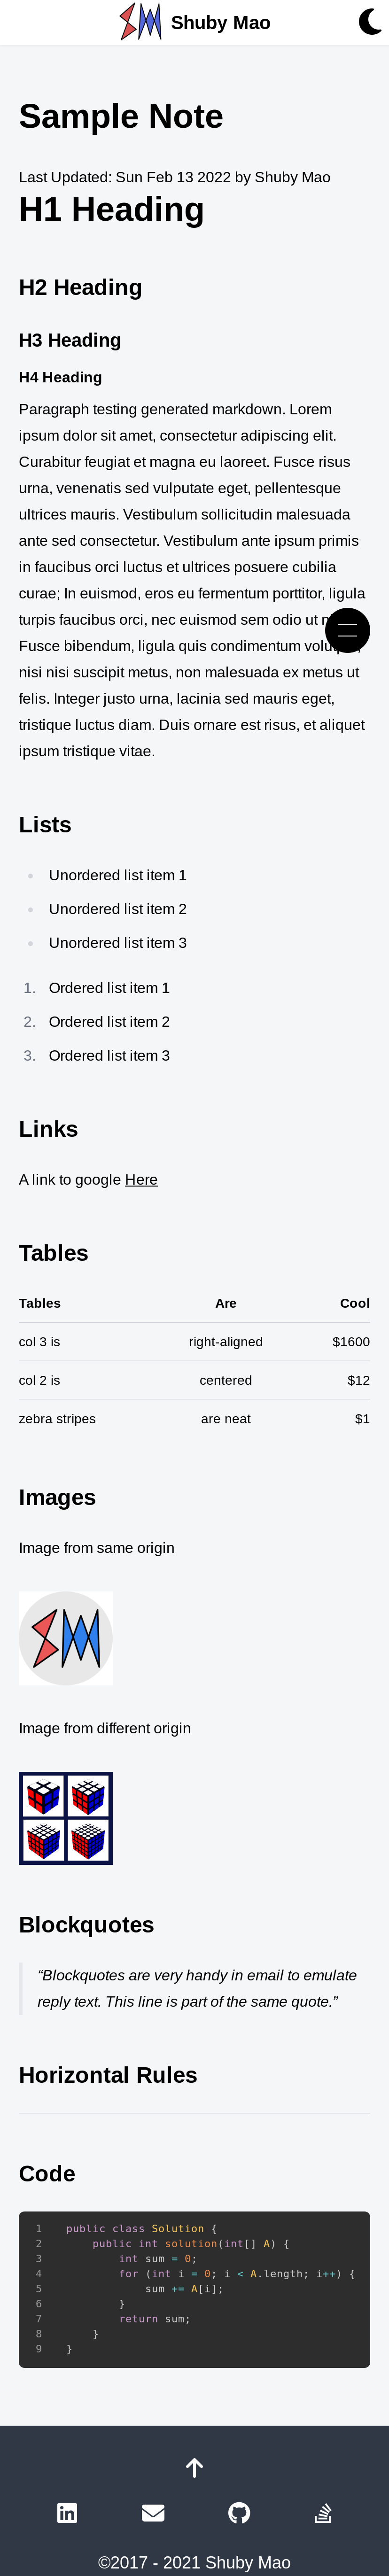 Shuby Mao
Sample Note
Last Updated: Sun Feb 13 2022 by Shuby Mao
H1 Heading
H2 Heading
H3 Heading
H4 Heading
Paragraph testing generated markdown. Lorem
ipsum dolor sit amet, consectetur adipiscing elit.
Curabitur feugiat et magna eu laoreet. Fusce risus
urna, venenatis sed vulputate eget, pellentesque
ultrices mauris. Vestibulum sollicitudin malesuada
ante sed consectetur. Vestibulum ante ipsum primis
in faucibus orci luctus et ultrices posuere cubilia
curae; In euismod, eros eu fermentum porttitor, ligula
turpis faucibus orci, nec euismod sem odio ut
Fusce bibendum, ligula quis condimentum
nisi nisi suscipit metus, non malesuada ex metus ut
felis. Integer justo urna, lacinia sed mauris eget,
tristique luctus diam. Duis ornare est risus, et aliquet
ipsum tristique vitae.
Lists
Unordered list item 1
Unordered list item 2
Unordered list item 3
1. Ordered list item 1
2. Ordered list item 2
3. Ordered list item 3
Links
A link to google Here
Tables
Tables Are Cool
col 3 is right-aligned $1600
col 2 is centered $12
zebra stripes are neat $1
Images
Image from same origin
Image from different origin
Blockquotes
“Blockquotes are very handy in email to emulate
reply text. This line is part of the same quote.”
Horizontal Rules
Code
1 public class Solution {
2 public int solution(int[] A) {
3 int sum = 0;
4 for (int i = 0; i < A.length; i++) {
5 sum += A[i];
6 }
7 return sum;
8 }
9 }
©2017 - 2021 Shuby Mao